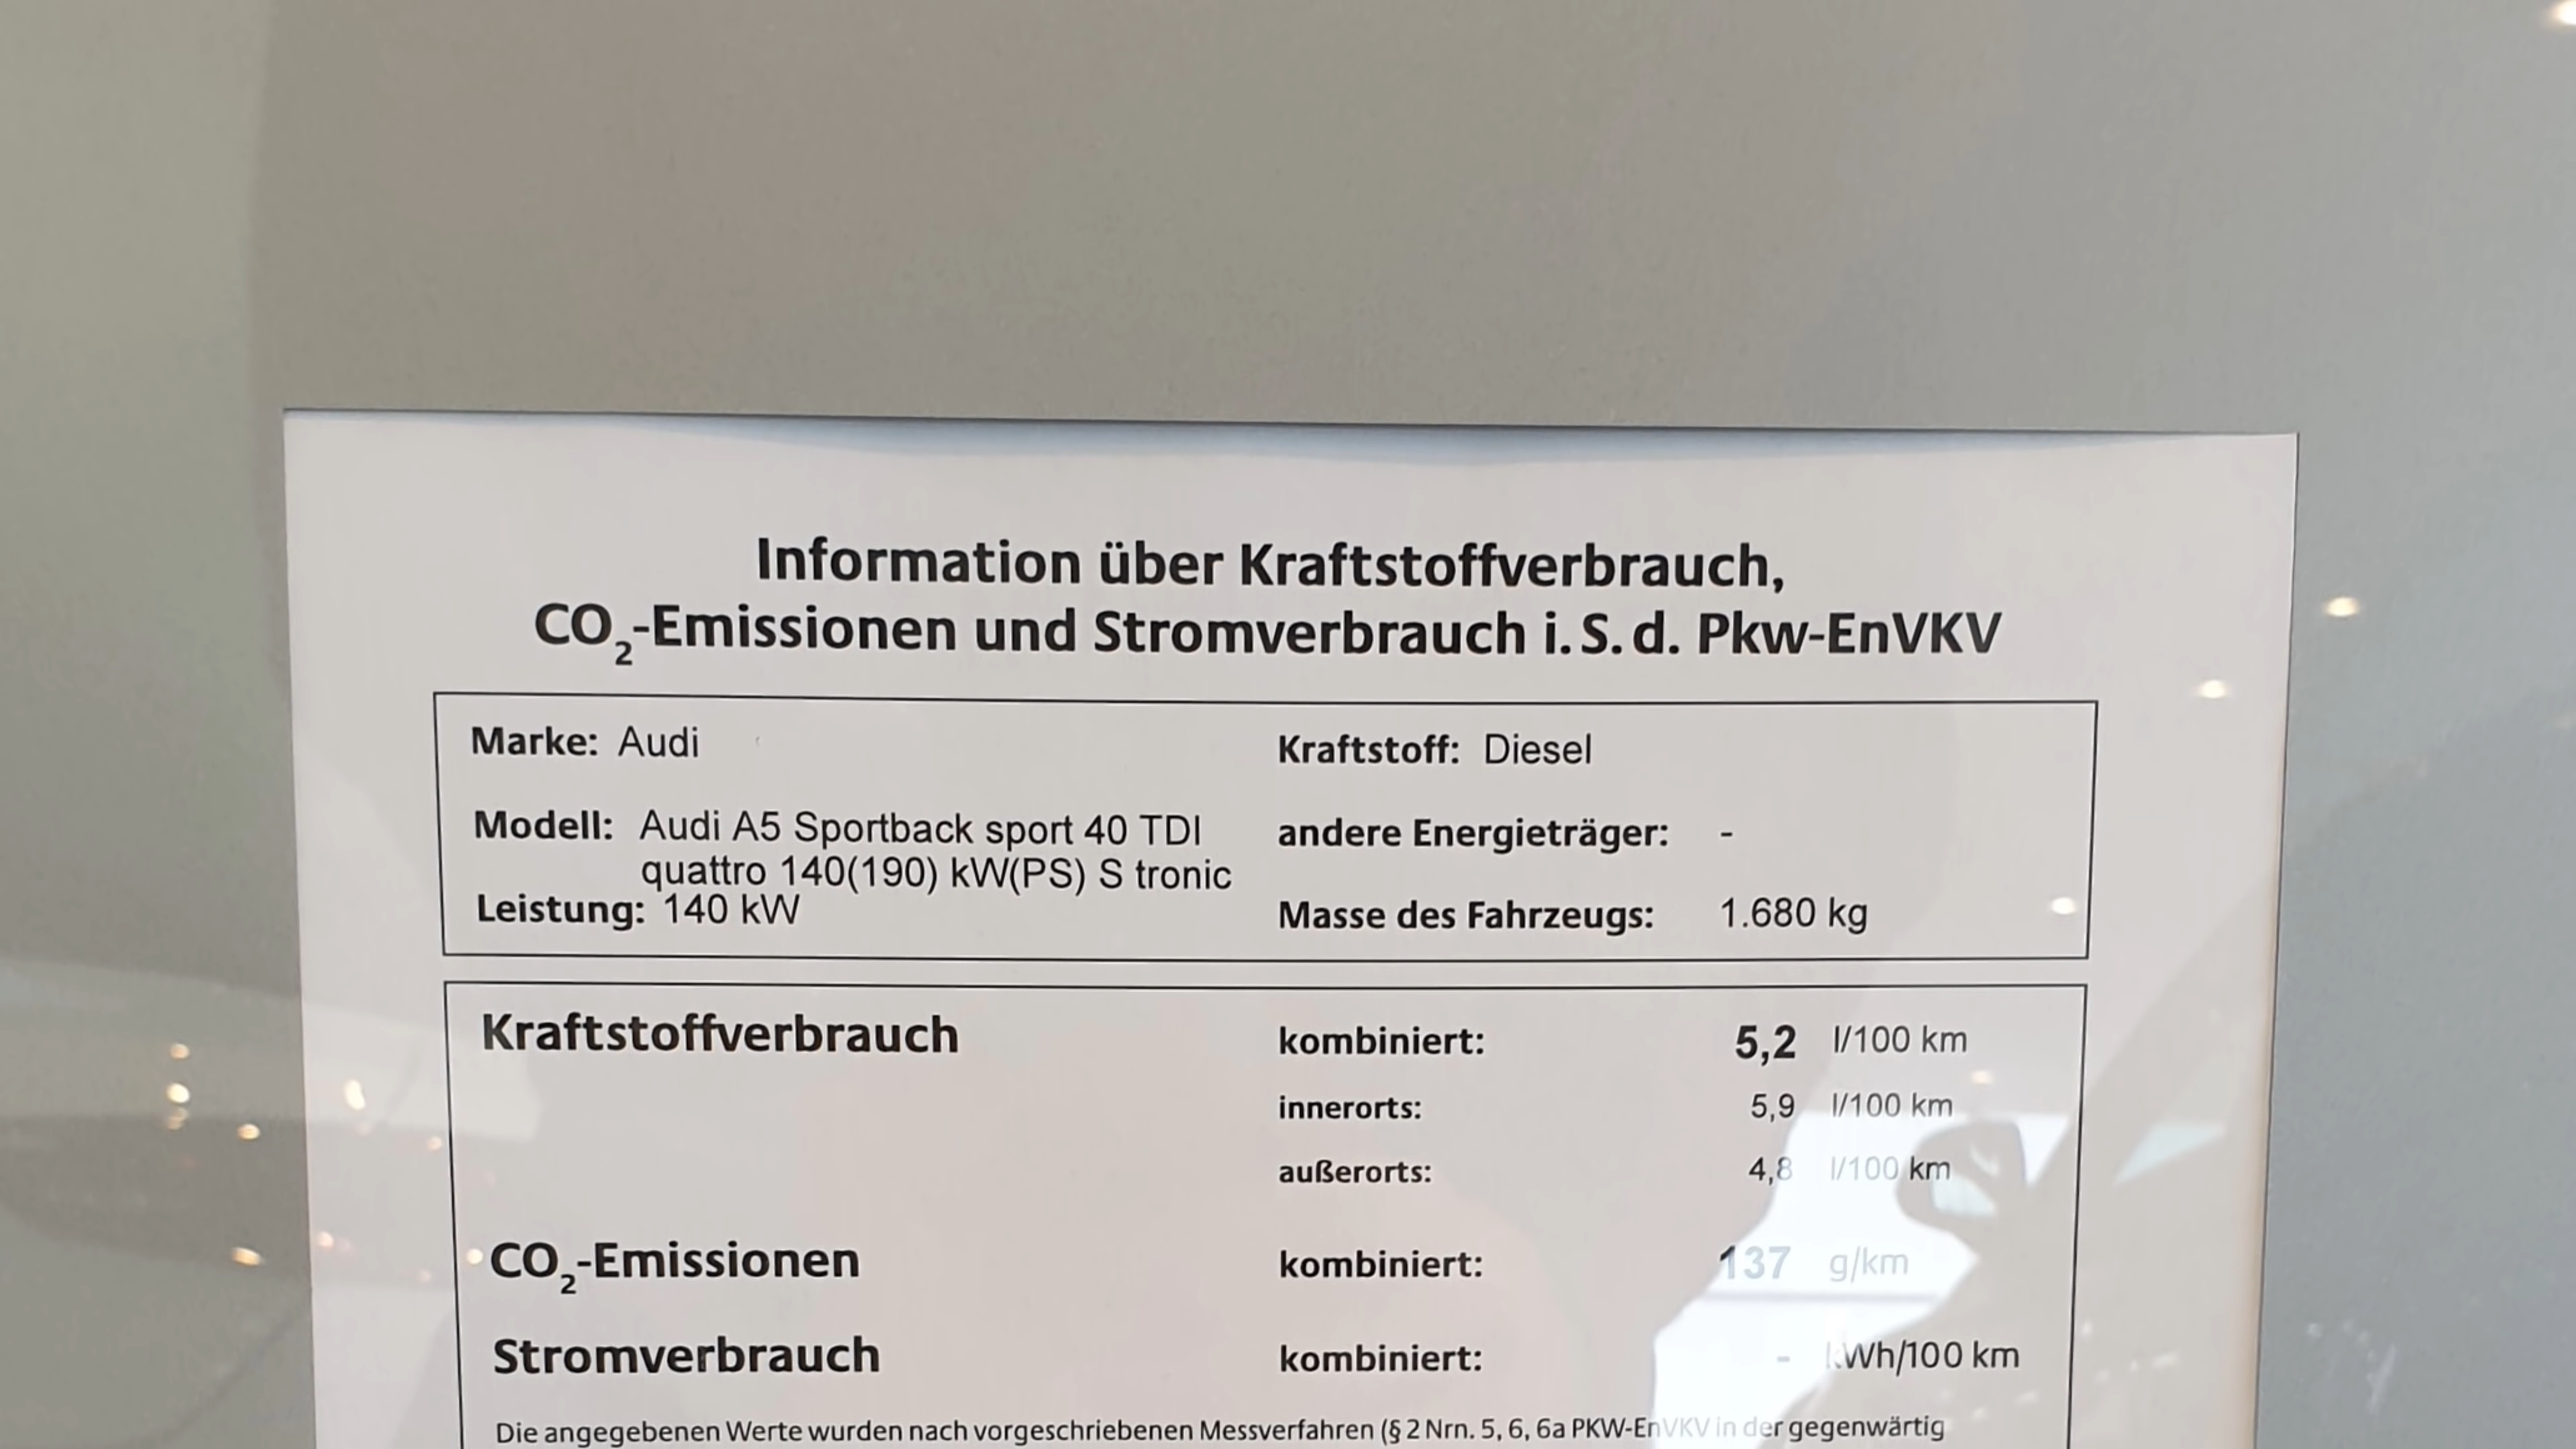 Information über Kraftstoffverbrauch,
CO₂-Emissionen und Stromverbrauch i. S. d. Pkw-EnVKV
Marke: Audi
Kraftstoff: Diesel
Modell: Audi A5 Sportback sport 40 TDI
quattro 140(190) kW(PS) S tronic
andere Energieträger: -
Leistung: 140 kW
Masse des Fahrzeugs: 1.680 kg
Kraftstoffverbrauch kombiniert: 5,2 l/100 km
innerorts: 5,9 l/100 km
außerorts: 4,8 l/100 km
CO₂-Emissionen kombiniert: 137 g/km
Stromverbrauch kombiniert: - kWh/100 km
Die angegebenen Werte wurden nach vorgeschriebenen Messverfahren (§ 2 Nrn. 5, 6, 6a PKW-EnVKV in der gegenwärtig